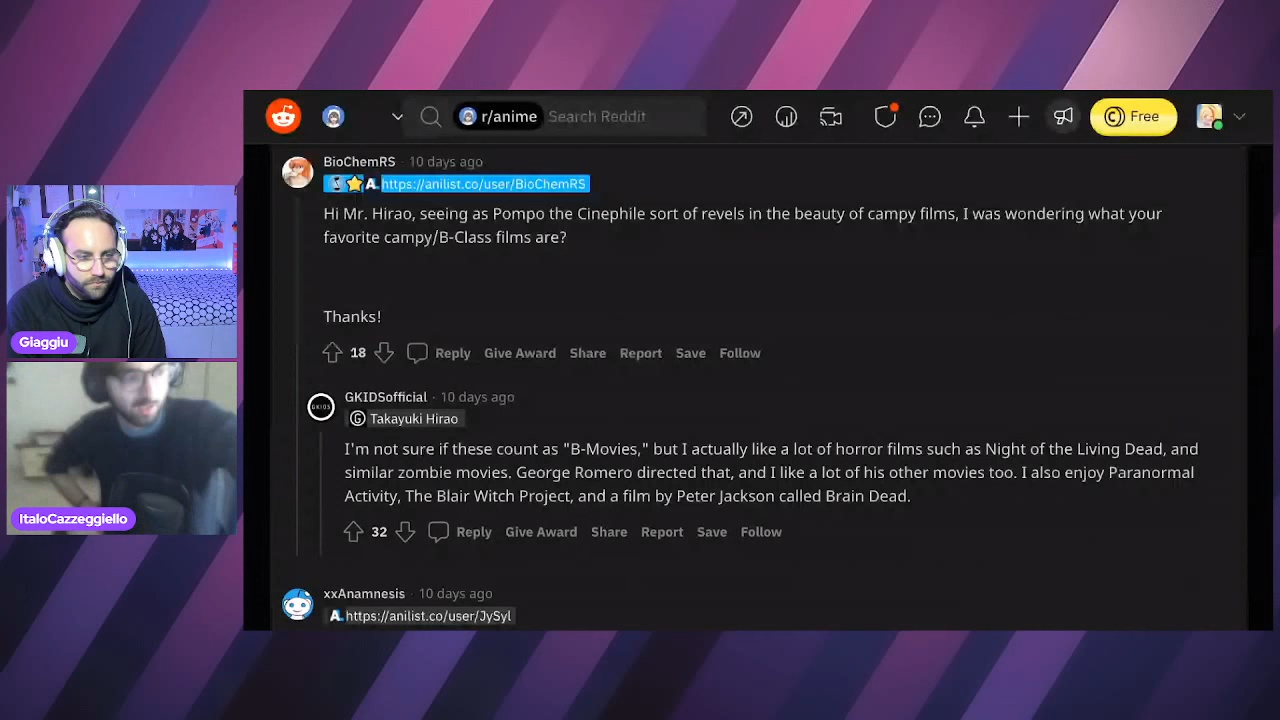 r/anime Search Reddit
Free
BioChemRS · 10 days ago
https://anilist.co/user/BioChemRS
Hi Mr. Hirao, seeing as Pompo the Cinephile sort of revels in the beauty of campy films, I was wondering what your
favorite campy/B-Class films are?
Thanks!
18 Reply Give Award Share Report Save Follow
GKIDSofficial · 10 days ago
GKIDS
Takayuki Hirao
I'm not sure if these count as "B-Movies," but I actually like a lot of horror films such as Night of the Living Dead, and
similar zombie movies. George Romero directed that, and I like a lot of his other movies too. I also enjoy Paranormal
Activity, The Blair Witch Project, and a film by Peter Jackson called Brain Dead.
32 Reply Give Award Share Report Save Follow
xxAnamnesis · 10 days ago
https://anilist.co/user/JySyl
Giaggiu
ItaloCazzeggiello